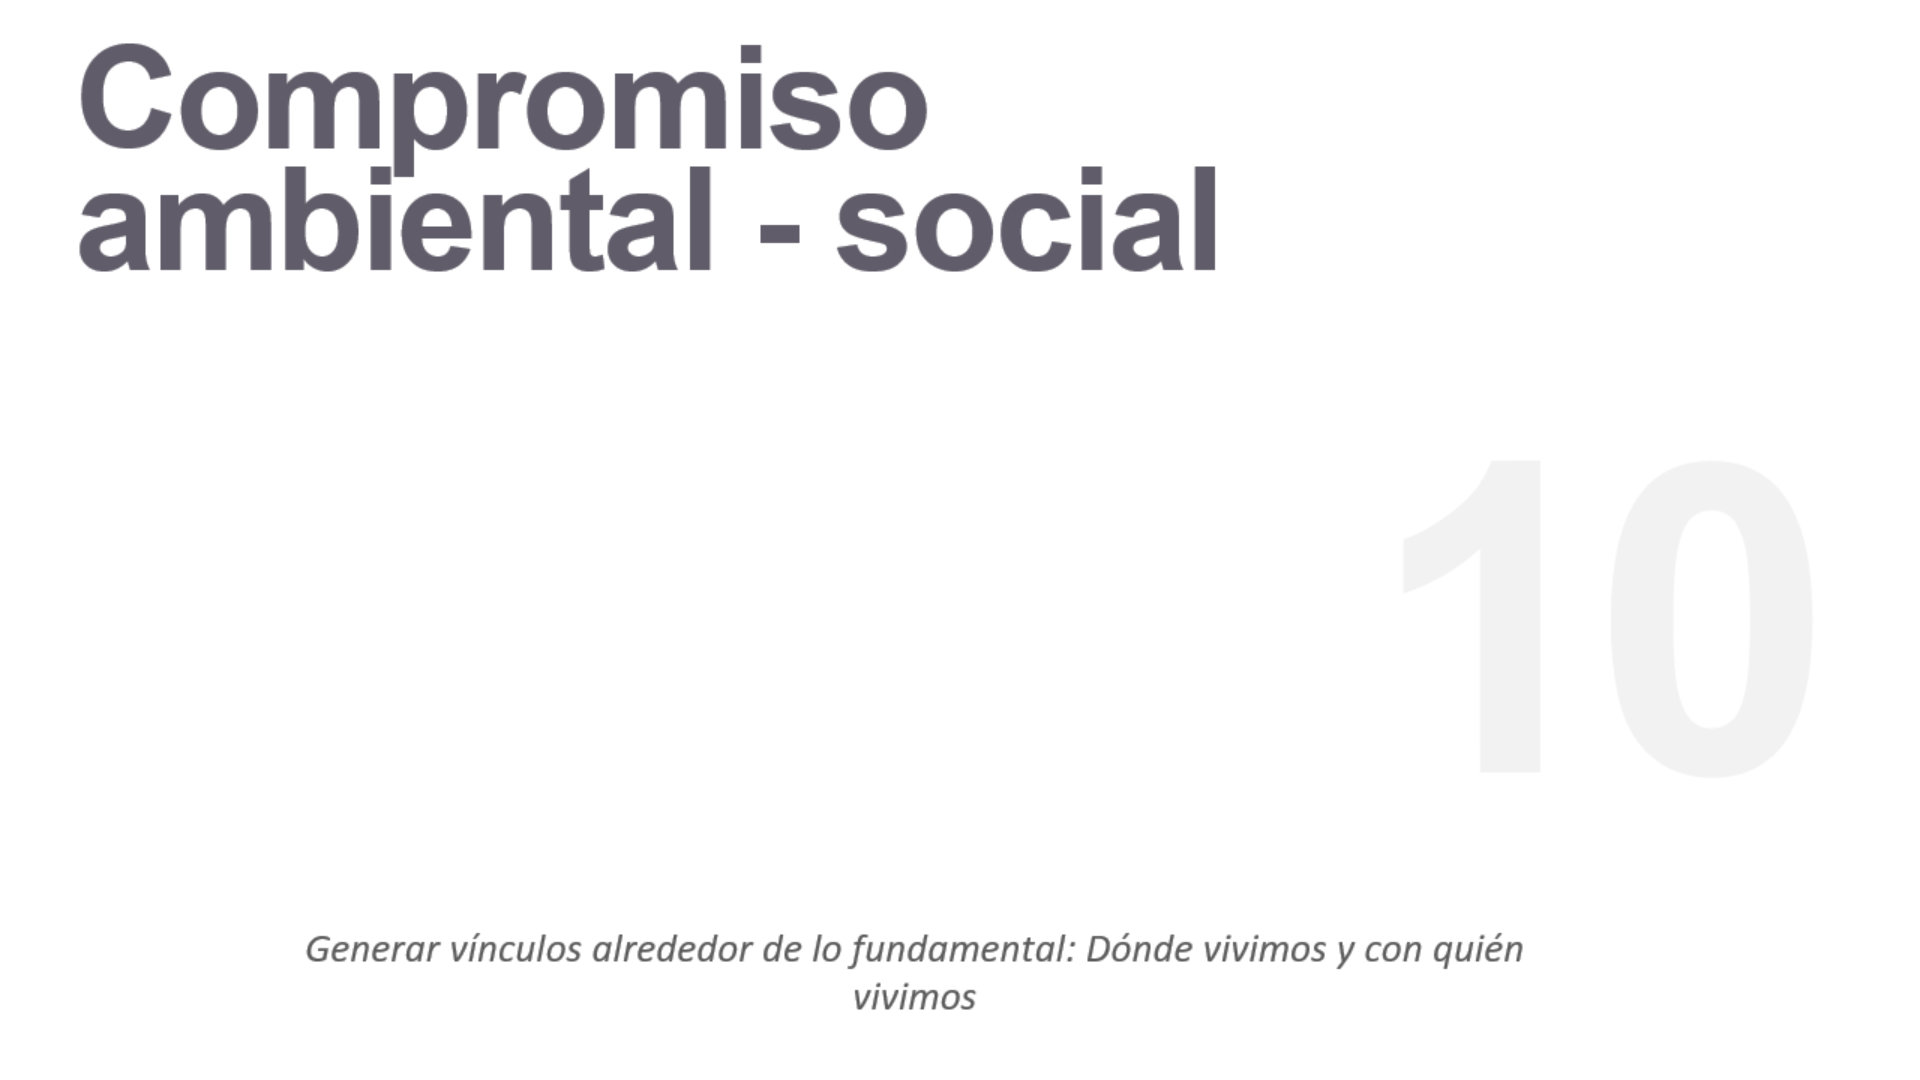 Compromiso
ambiental - social
10
Generar vínculos alrededor de lo fundamental: Dónde vivimos y con quién
vivimos